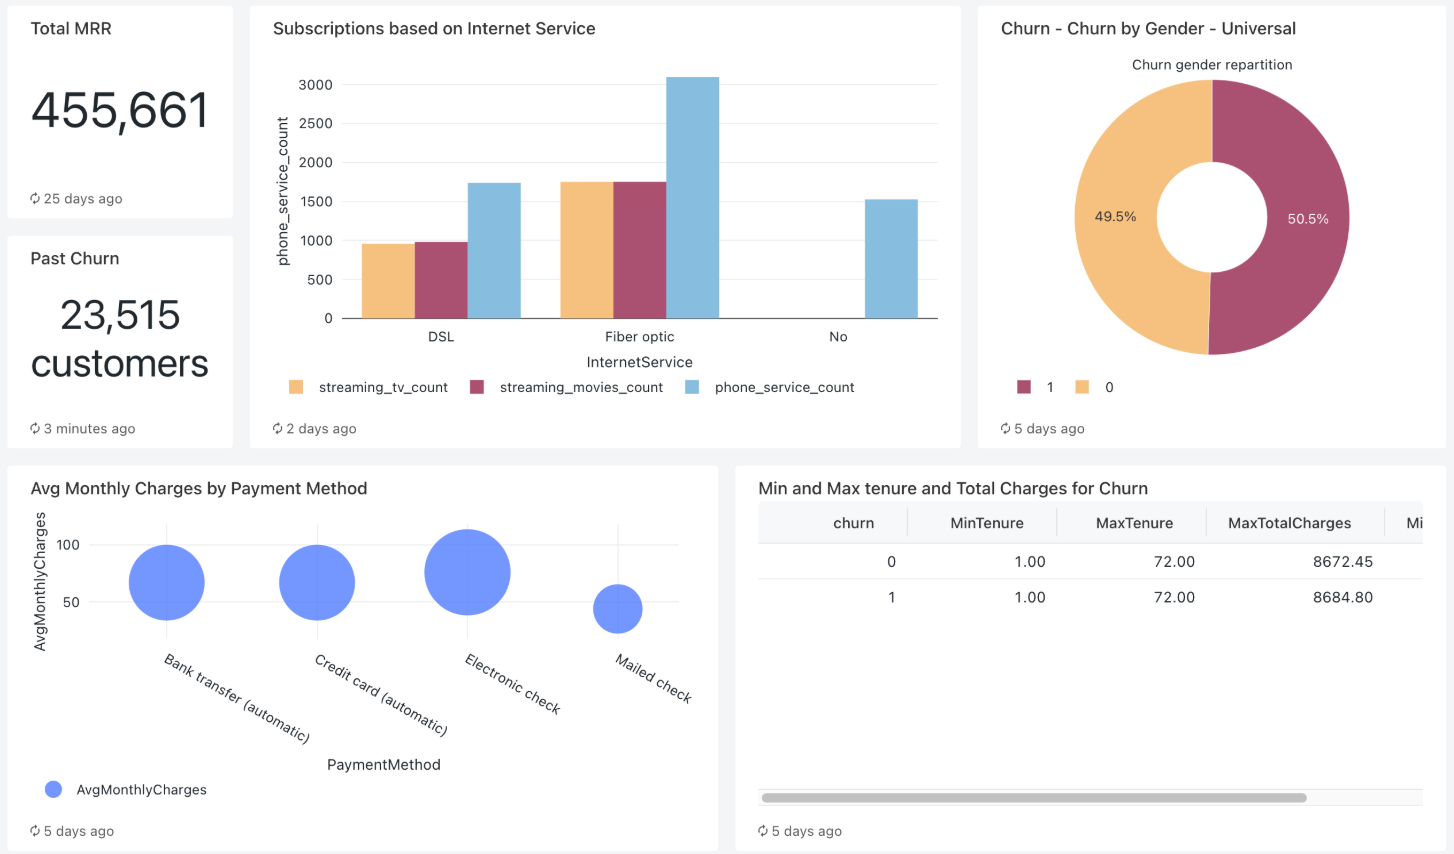 Total MRR
455,661
25 days ago
Past Churn
23,515
customers
3 minutes ago
Subscriptions based on Internet Service
phone_service_count
3000
2500
2000
1500
1000
500
0
DSL
Fiber optic
No
InternetService
streaming_tv_count
streaming_movies_count
phone_service_count
2 days ago
Churn - Churn by Gender - Universal
Churn gender repartition
49.5%
50.5%
1
0
5 days ago
Avg Monthly Charges by Payment Method
AvgMonthlyCharges
100
50
Bank transfer (automatic)
Credit card (automatic)
Electronic check
Mailed check
PaymentMethod
AvgMonthlyCharges
5 days ago
Min and Max tenure and Total Charges for Churn
churn MinTenure MaxTenure MaxTotalCharges Mi
0 1.00 72.00 8672.45
1 1.00 72.00 8684.80
5 days ago